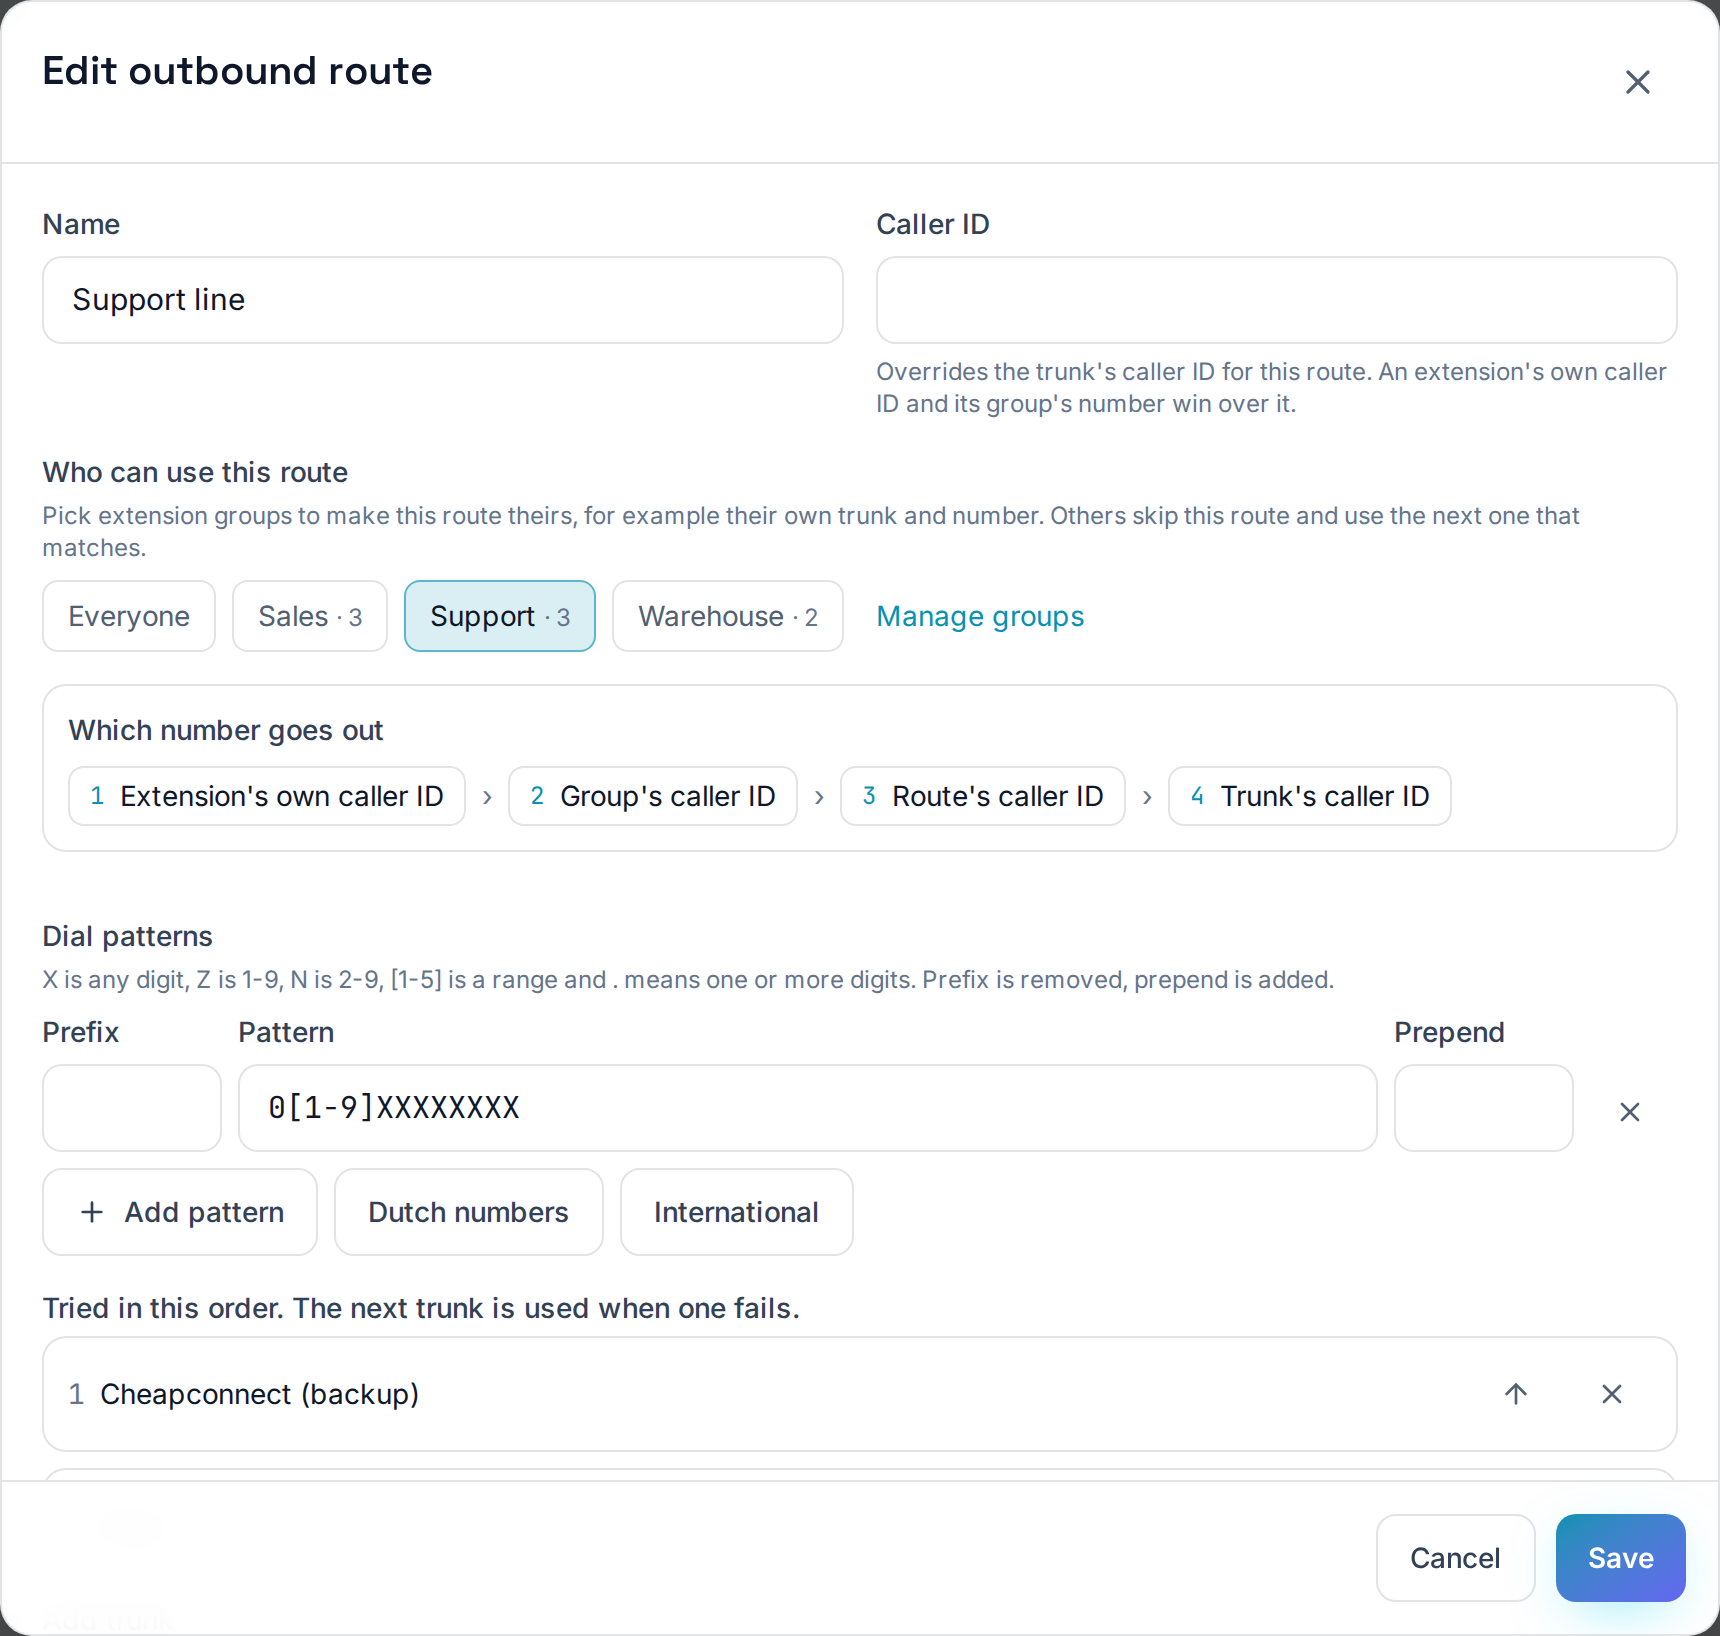 Edit outbound route
Name
Caller ID
Support line
Overrides the trunk's caller ID for this route. An extension's own caller
ID and its group's number win over it.
Who can use this route
Pick extension groups to make this route theirs, for example their own trunk and number. Others skip this route and use the next one that
matches.
Everyone
Sales · 3
Support · 3
Warehouse · 2
Manage groups
Which number goes out
1 Extension's own caller ID › 2 Group's caller ID › 3 Route's caller ID › 4 Trunk's caller ID
Dial patterns
X is any digit, Z is 1-9, N is 2-9, [1-5] is a range and . means one or more digits. Prefix is removed, prepend is added.
Prefix
Pattern
Prepend
0[1-9]XXXXXXXX
Add pattern
Dutch numbers
International
Tried in this order. The next trunk is used when one fails.
1 Cheapconnect (backup)
Cancel
Save